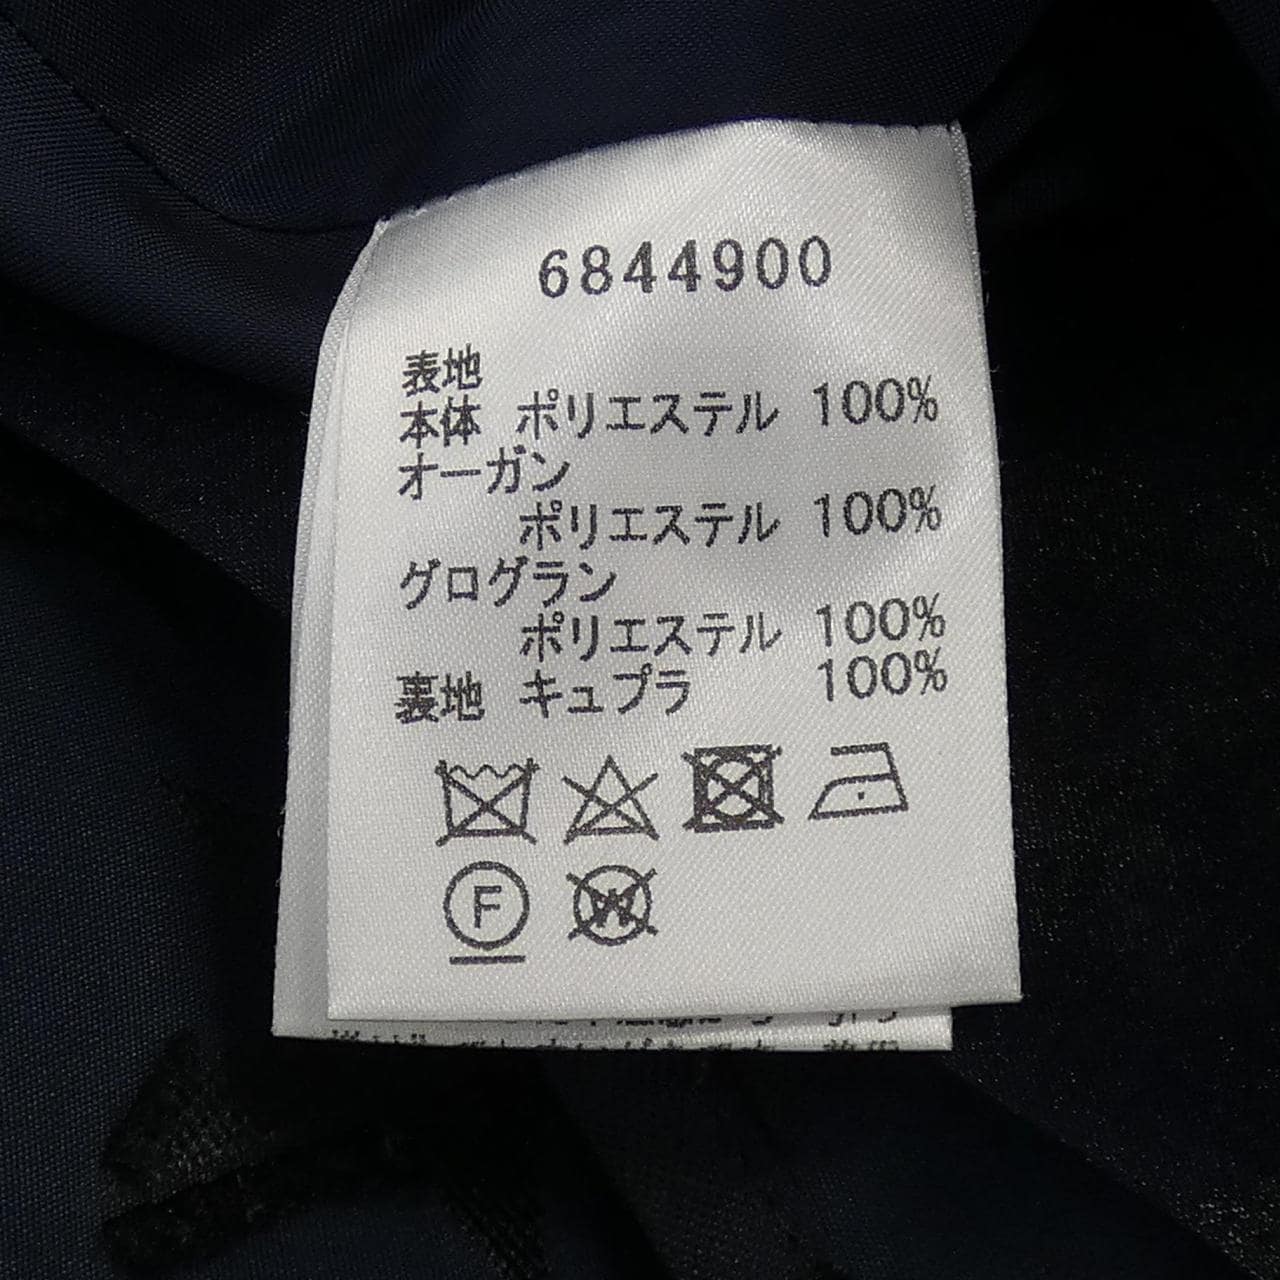 6844900
表地
本体 ポリエステル 100%
オーガン
ポリエステル 100%
グログラン
ポリエステル 100%
裏地 キュプラ 100%
F
W